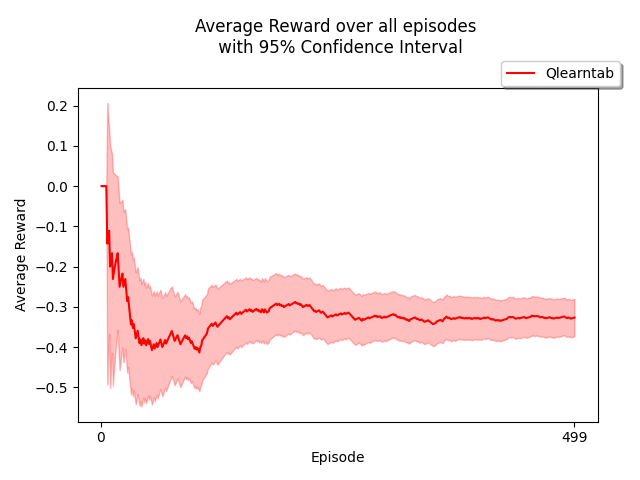 Average Reward over all episodes
with 95% Confidence Interval
Qlearntab
0.2
0.1
0.0
−0.1
−0.2
−0.3
−0.4
−0.5
Average Reward
0
499
Episode